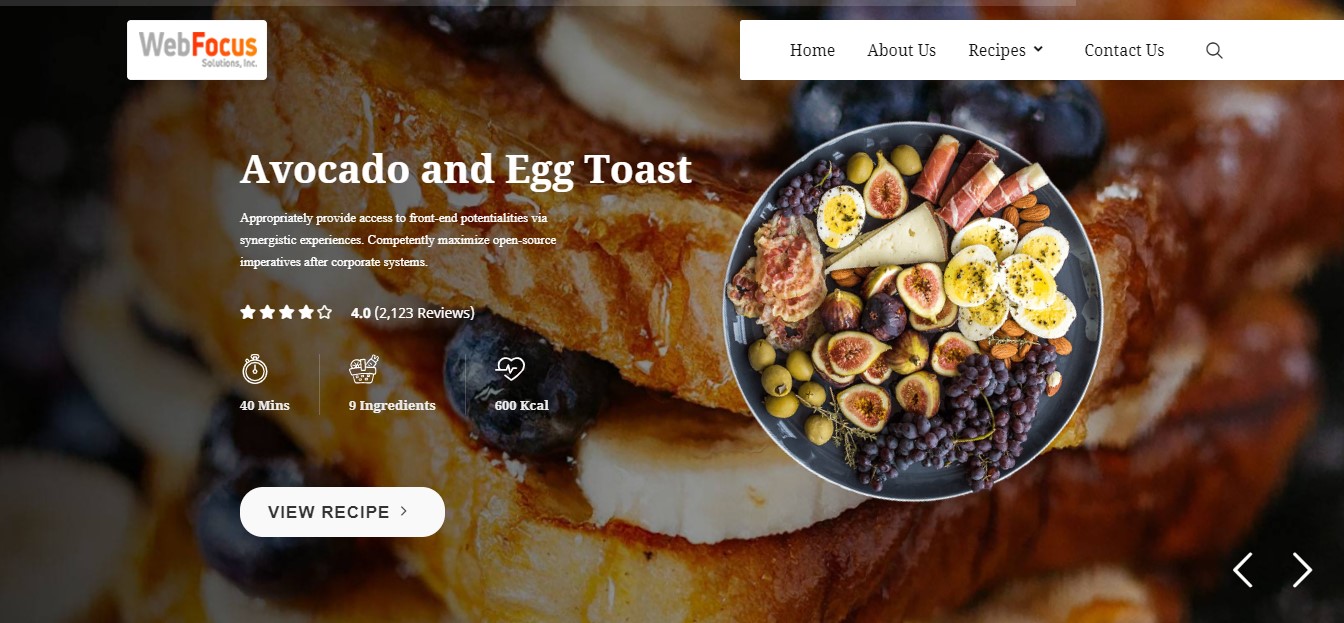 WebFocus
Solutions, Inc.
Home About Us Recipes Contact Us
Avocado and Egg Toast
Appropriately provide access to front-end potentialities via
synergistic experiences. Competently maximize open-source
imperatives after corporate systems.
4.0 (2,123 Reviews)
40 Mins 9 Ingredients 600 Kcal
VIEW RECIPE